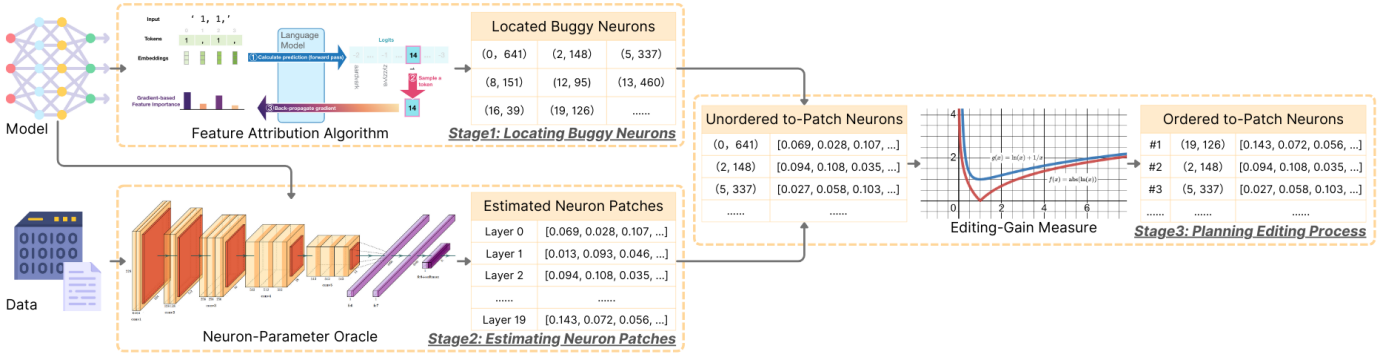 Model
Input
' 1, 1,'
Tokens
1 , 1 ,
Embeddings
Gradient-based
Feature Importance
Language
Model
1 Calculate prediction (forward pass)
Logits
14
Sample a
token
14
Back-propagate gradient
Feature Attribution Algorithm
Located Buggy Neurons
(0, 641) (2, 148) (5, 337)
(8, 151) (12, 95) (13, 460)
(16, 39) (19, 126) ......
Stage1: Locating Buggy Neurons
Data
Neuron-Parameter Oracle
Estimated Neuron Patches
Layer 0 [0.069, 0.028, 0.107, ...]
Layer 1 [0.013, 0.093, 0.046, ...]
Layer 2 [0.094, 0.108, 0.035, ...]
...... ......
Layer 19 [0.143, 0.072, 0.056, ...]
Stage2: Estimating Neuron Patches
Unordered to-Patch Neurons
(0, 641) [0.069, 0.028, 0.107, ...]
(2, 148) [0.094, 0.108, 0.035, ...]
(5, 337) [0.027, 0.058, 0.103, ...]
...... ......
4
2
0 2 4 6
g(x) = ln(x) + 1/x
f(x) = abs(ln(x))
Editing-Gain Measure
Ordered to-Patch Neurons
#1 (19, 126) [0.143, 0.072, 0.056, ...]
#2 (2, 148) [0.094, 0.108, 0.035, ...]
#3 (5, 337) [0.027, 0.058, 0.103, ...]
...... ...... ......
Stage3: Planning Editing Process